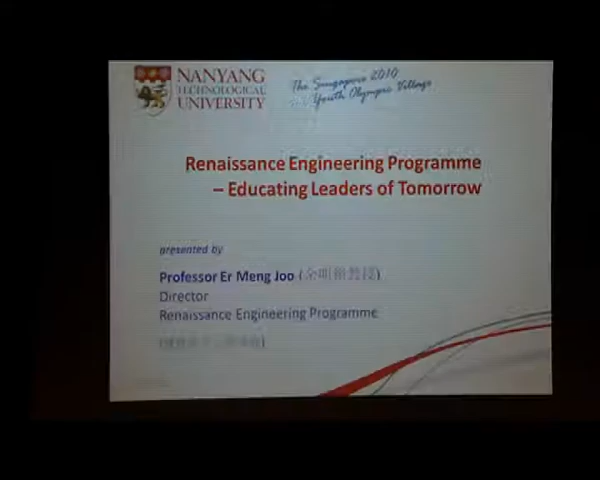 NANYANG
TECHNOLOGICAL
UNIVERSITY
The Singapore 2010
Youth Olympic Village
Renaissance Engineering Programme
– Educating Leaders of Tomorrow
presented by
Professor Er Meng Joo
Director
Renaissance Engineering Programme